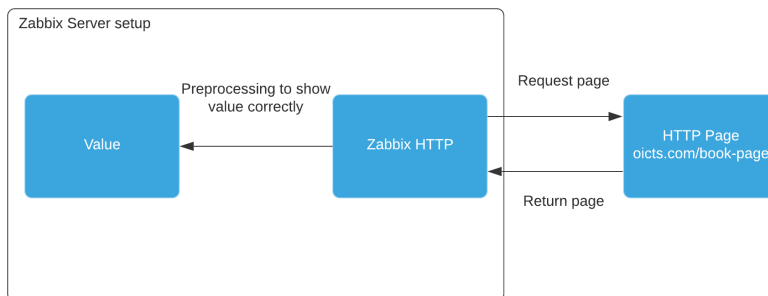 Zabbix Server setup
Preprocessing to show
value correctly
Request page
Value
Zabbix HTTP
HTTP Page
oicts.com/book-page
Return page